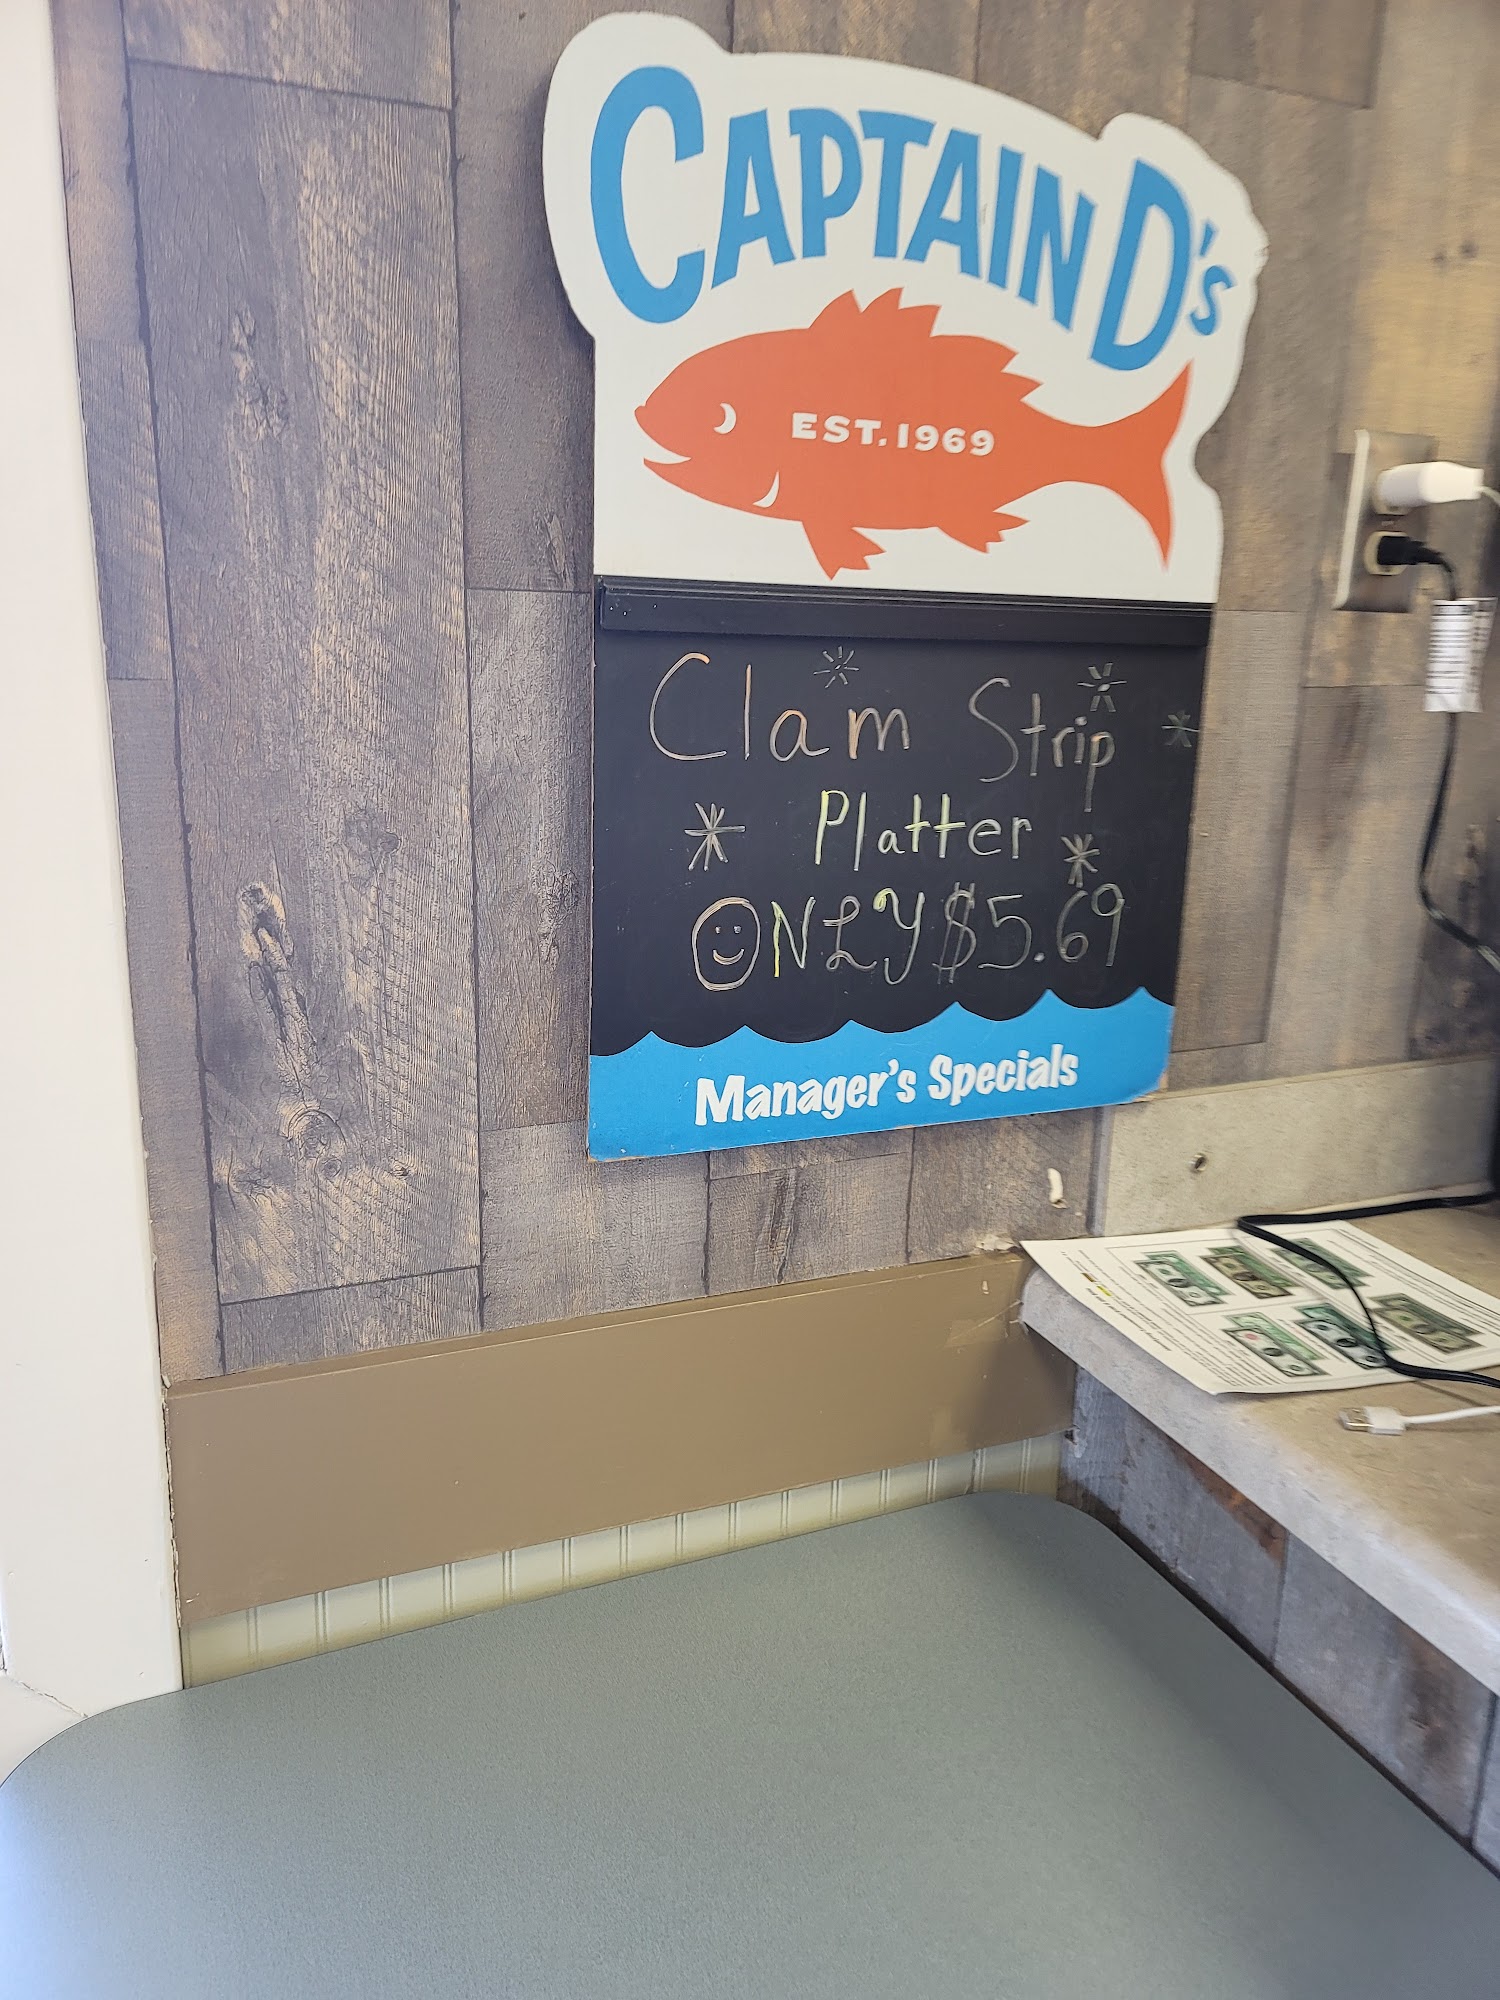 CAPTAIN D's
EST. 1969
Clam Strip
Platter
ONLY $5.69
Manager's Specials